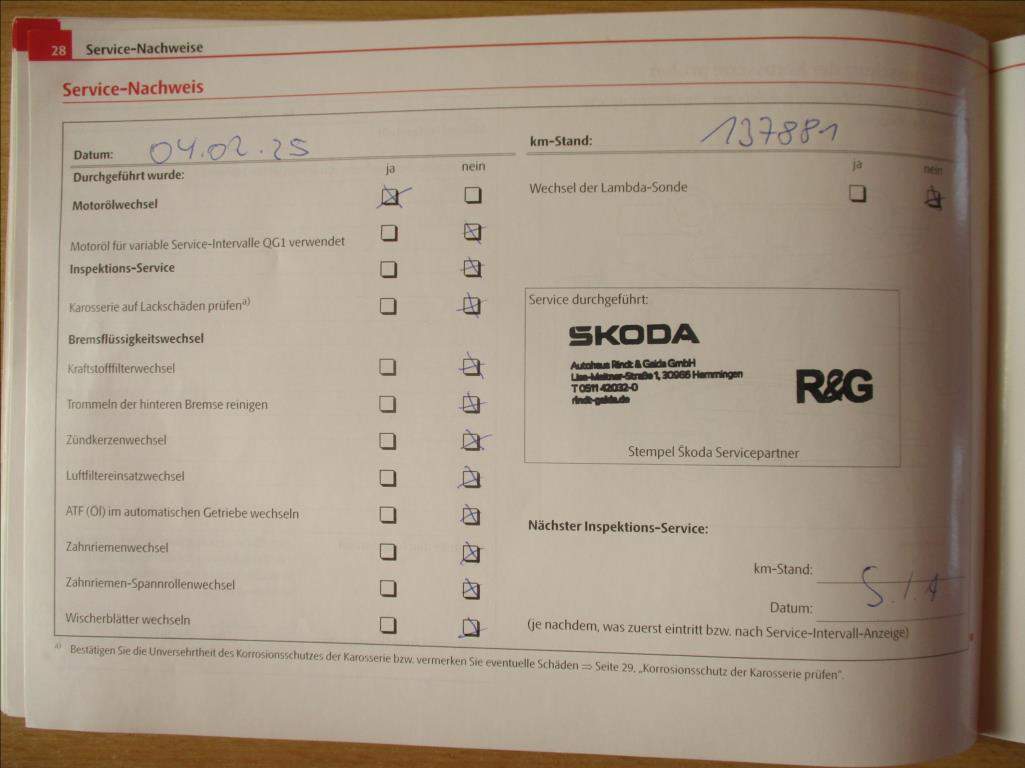 28 Service-Nachweise
Service-Nachweis
Datum: 04.02.25
km-Stand: 137881
Durchgeführt wurde: ja nein
ja nein
Motorölwechsel
Wechsel der Lambda-Sonde
Motoröl für variable Service-Intervalle QG1 verwendet
Inspektions-Service
Karosserie auf Lackschäden prüfen a)
Bremsflüssigkeitswechsel
Kraftstofffilterwechsel
Trommeln der hinteren Bremse reinigen
Zündkerzenwechsel
Luftfiltereinsatzwechsel
ATF (Öl) im automatischen Getriebe wechseln
Zahnriemenwechsel
Zahnriemen-Spannrollenwechsel
Wischerblätter wechseln
Service durchgeführt:
SKODA
Autohaus Rindt & Gaida GmbH
Lise-Meitner-Straße 1, 30966 Hemmingen
T 0511 42032-0
rindt-gaida.de
R&G
Stempel Škoda Servicepartner
Nächster Inspektions-Service:
km-Stand:
S.I.A
Datum:
(je nachdem, was zuerst eintritt bzw. nach Service-Intervall-Anzeige)
a) Bestätigen Sie die Unversehrtheit des Korrosionsschutzes der Karosserie bzw. vermerken Sie eventuelle Schäden ⇒ Seite 29, „Korrosionsschutz der Karosserie prüfen“.